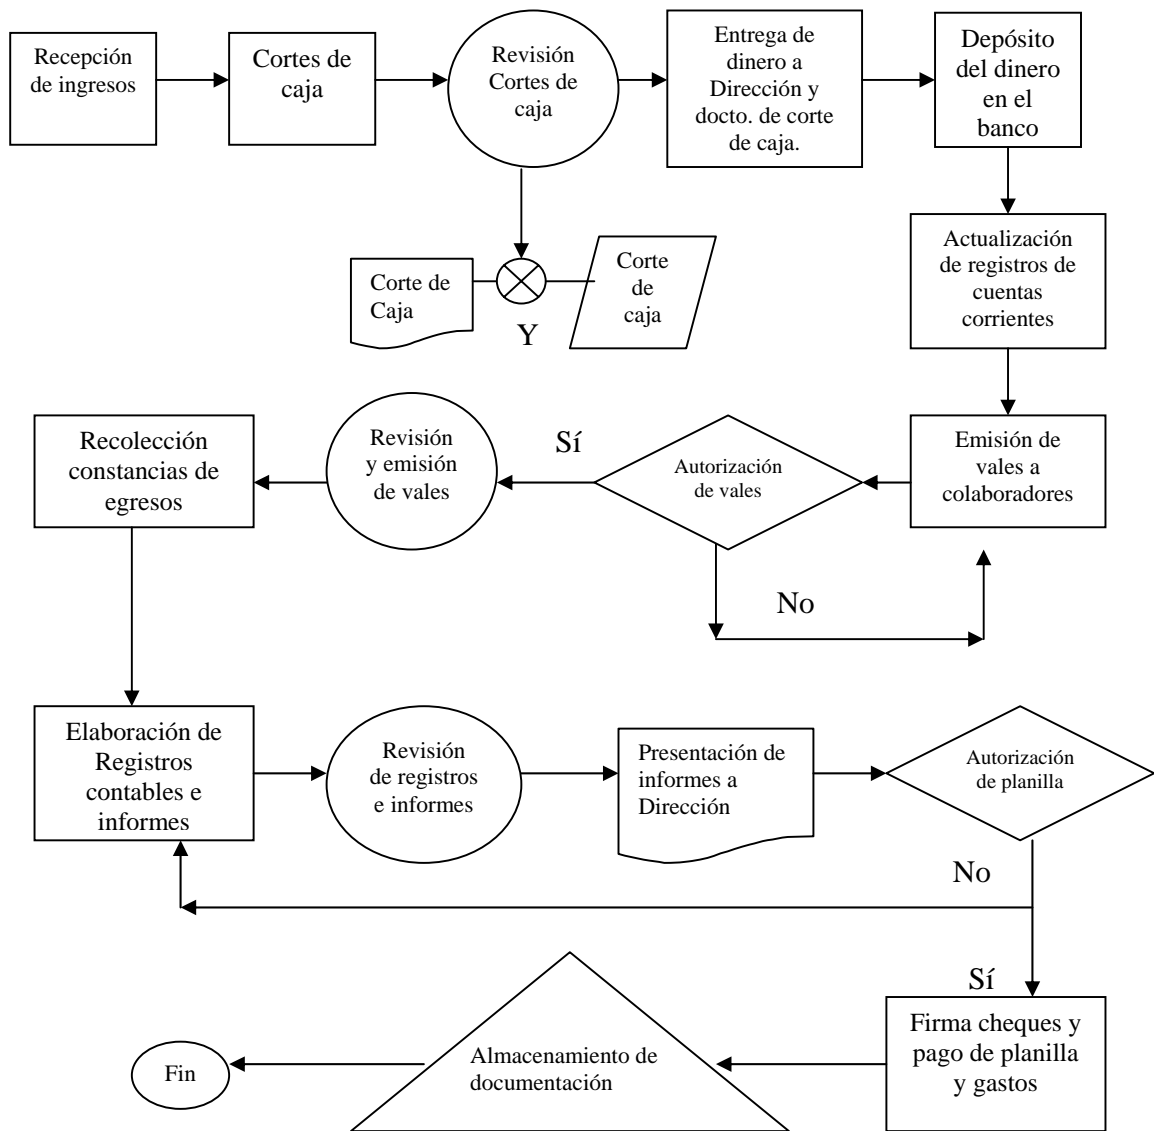 Recepción
de ingresos
Cortes de
caja
Revisión
Cortes de
caja
Entrega de
dinero a
Dirección y
docto. de corte
de caja.
Depósito
del dinero
en el
banco
Actualización
de registros de
cuentas
corrientes
Corte de
Caja
Y
Corte
de
caja
Emisión de
vales a
colaboradores
Autorización
de vales
Sí
No
Revisión
y emisión
de vales
Recolección
constancias de
egresos
Elaboración de
Registros
contables e
informes
Revisión
de registros
e informes
Presentación de
informes a
Dirección
Autorización
de planilla
No
Sí
Firma cheques y
pago de planilla
y gastos
Almacenamiento de
documentación
Fin